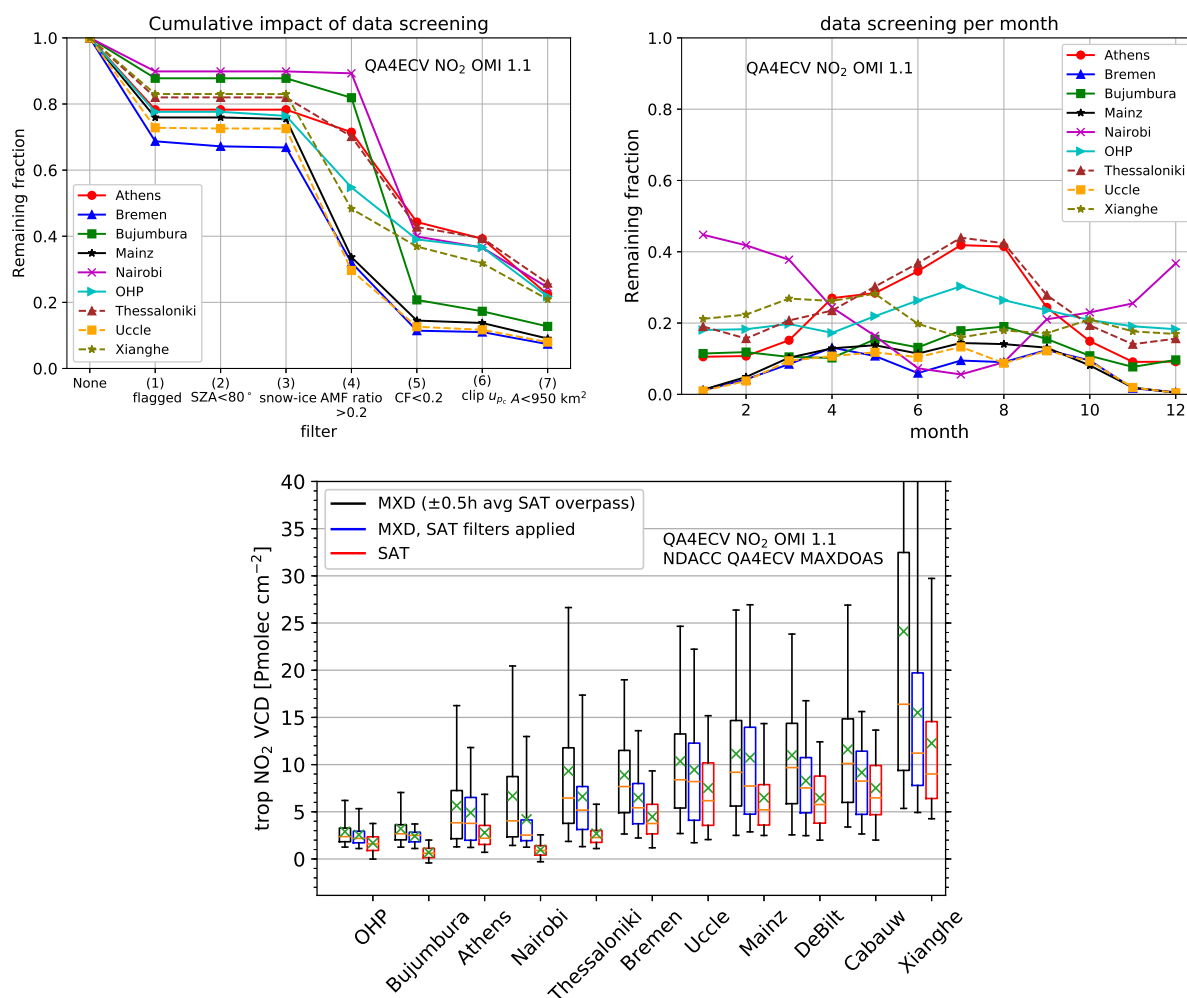 Cumulative impact of data screening
QA4ECV NO₂ OMI 1.1
Remaining fraction
1.0
0.8
0.6
0.4
0.2
0.0
Athens
Bremen
Bujumbura
Mainz
Nairobi
OHP
Thessaloniki
Uccle
Xianghe
None (1) (2) (3) (4) (5) (6) (7)
flagged SZA<80° snow-ice AMF ratio CF<0.2 clip u_pc A<950 km²
>0.2
filter
data screening per month
QA4ECV NO₂ OMI 1.1
Remaining fraction
1.0
0.8
0.6
0.4
0.2
0.0
Athens
Bremen
Bujumbura
Mainz
Nairobi
OHP
Thessaloniki
Uccle
Xianghe
2 4 6 8 10 12
month
trop NO₂ VCD [Pmolec cm⁻²]
40
35
30
25
20
15
10
5
0
MXD (±0.5h avg SAT overpass)
MXD, SAT filters applied
SAT
QA4ECV NO₂ OMI 1.1
NDACC QA4ECV MAXDOAS
OHP
Bujumbura
Athens
Nairobi
Thessaloniki
Bremen
Uccle
Mainz
DeBilt
Cabauw
Xianghe